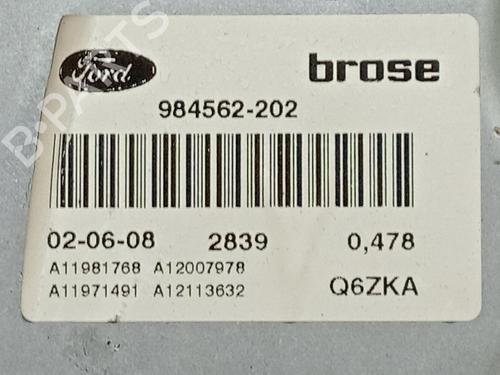 Ford brose
984562-202
02-06-08 2839 0,478
A11981768 A12007978
A11971491 A12113632 Q6ZKA
B-PARTS